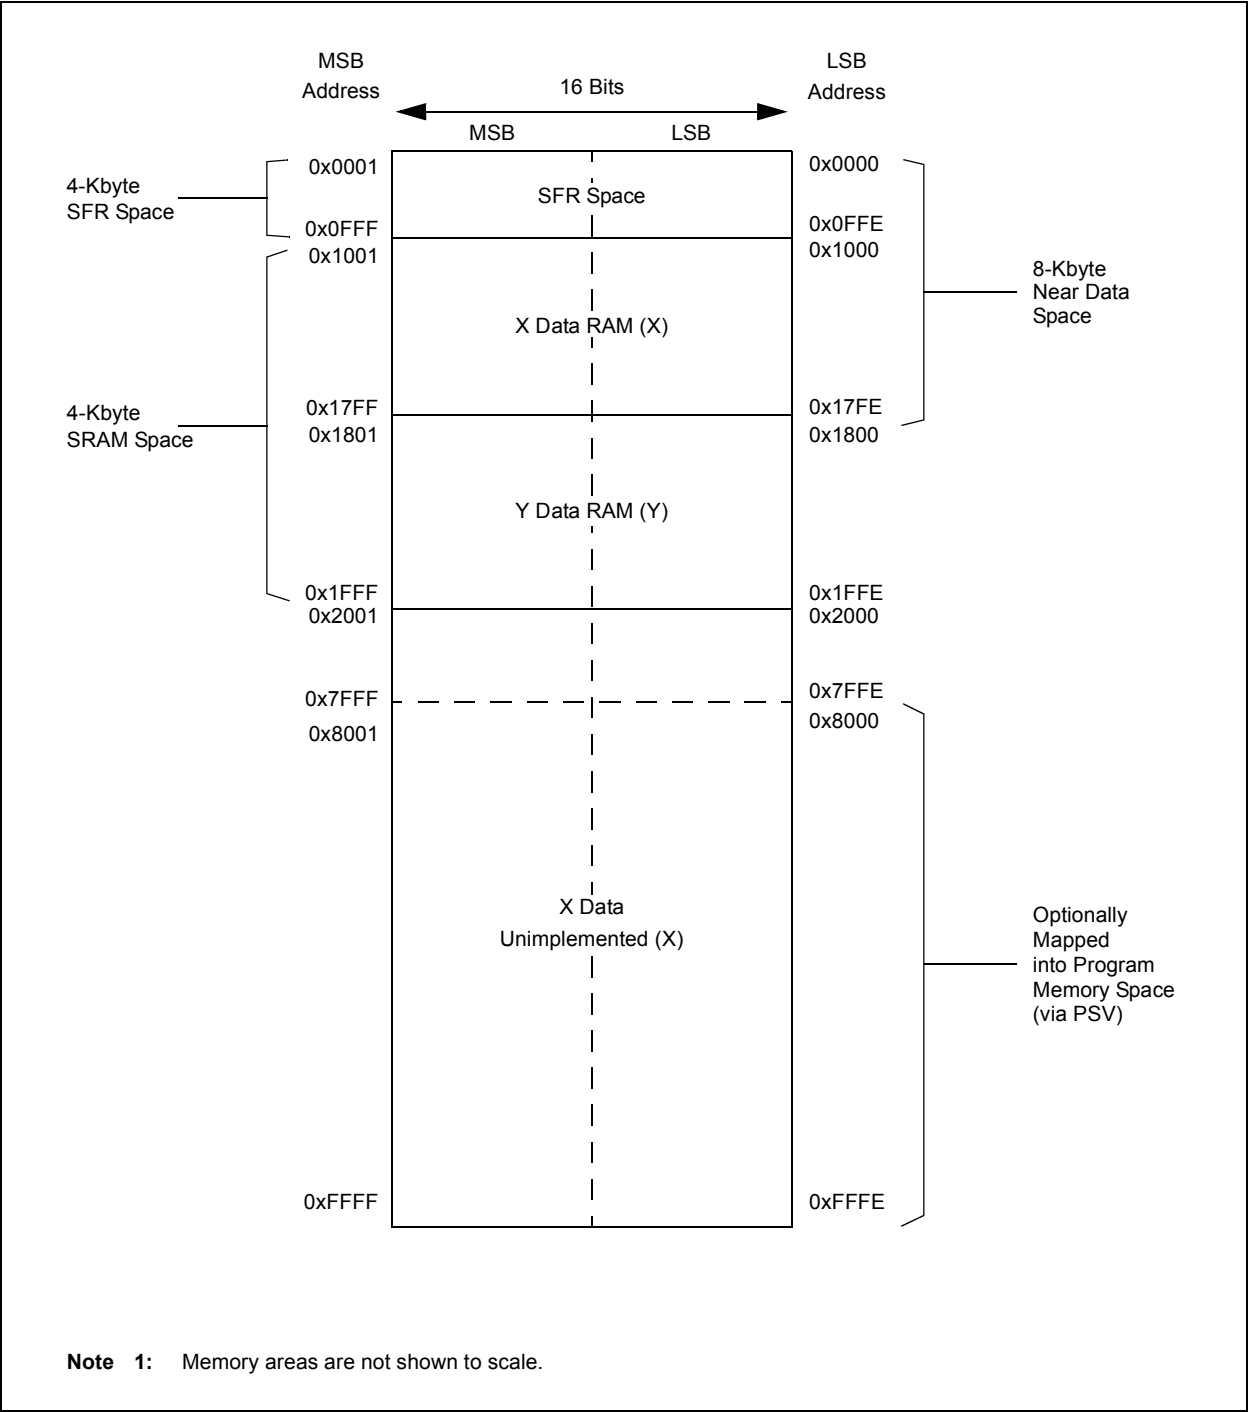 MSB
Address
16 Bits
LSB
Address
MSB
LSB
0x0001
0x0000
4-Kbyte
SFR Space
SFR Space
0x0FFF
0x0FFE
0x1001
0x1000
8-Kbyte
Near Data
Space
X Data RAM (X)
4-Kbyte
SRAM Space
0x17FF
0x17FE
0x1801
0x1800
Y Data RAM (Y)
0x1FFF
0x1FFE
0x2001
0x2000
0x7FFF
0x7FFE
0x8001
0x8000
X Data
Unimplemented (X)
Optionally
Mapped
into Program
Memory Space
(via PSV)
0xFFFF
0xFFFE
Note 1: Memory areas are not shown to scale.